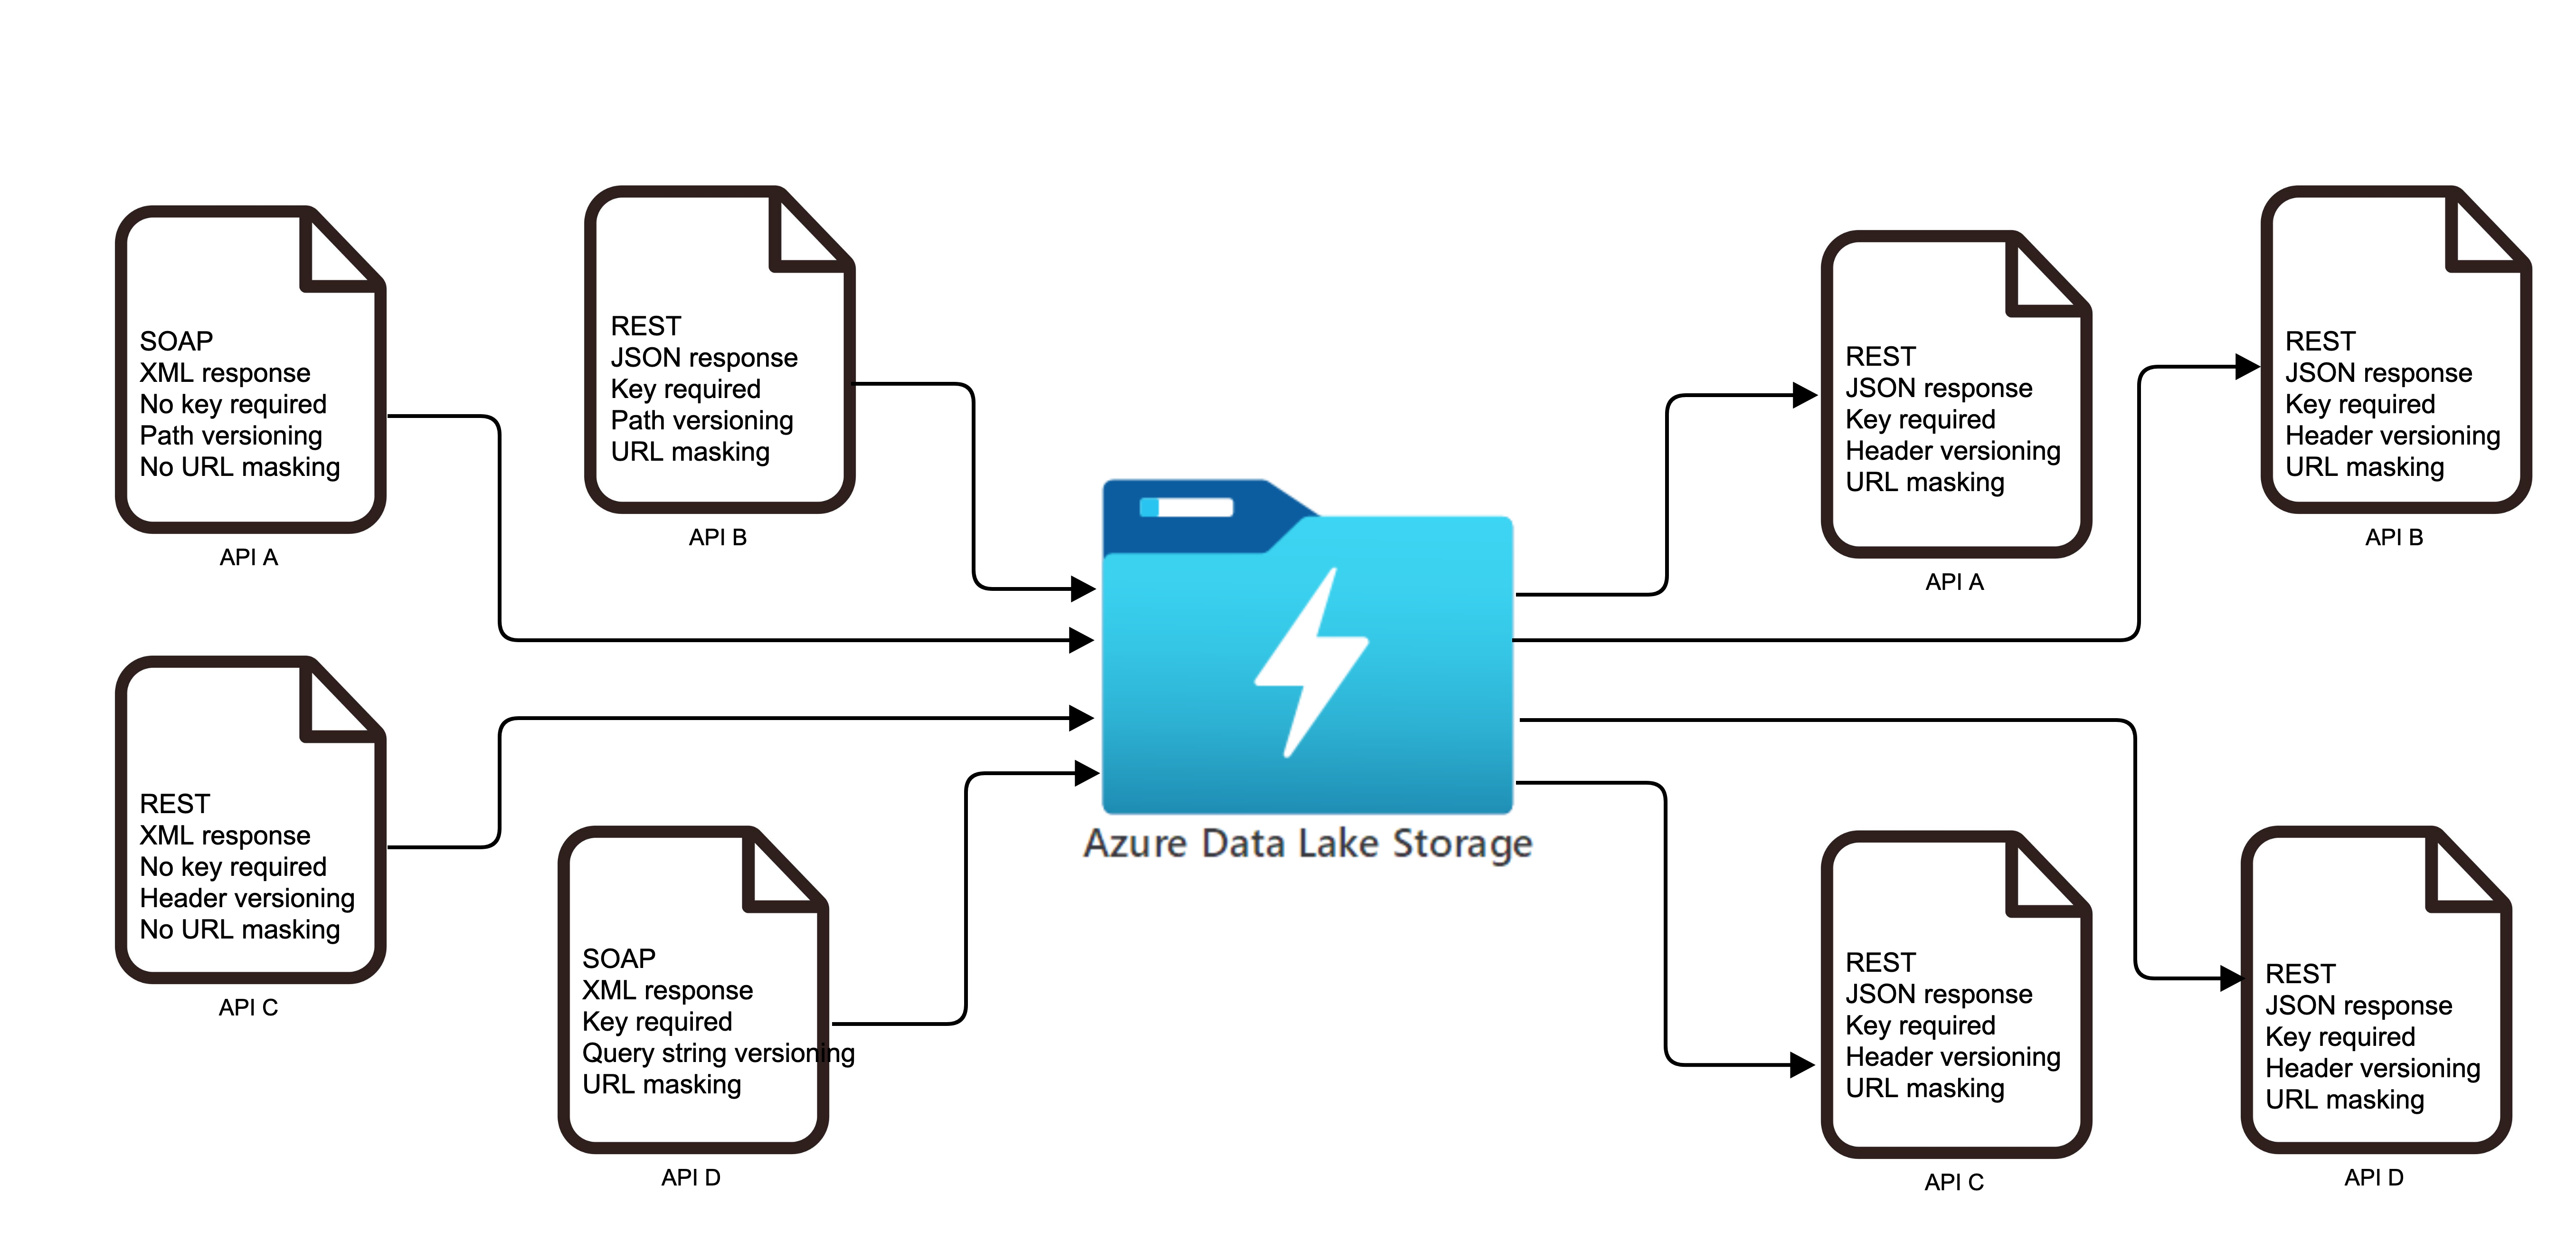 SOAP
XML response
No key required
Path versioning
No URL masking
API A
REST
JSON response
Key required
Path versioning
URL masking
API B
REST
XML response
No key required
Header versioning
No URL masking
API C
SOAP
XML response
Key required
Query string versioning
URL masking
API D
Azure Data Lake Storage
REST
JSON response
Key required
Header versioning
URL masking
API A
REST
JSON response
Key required
Header versioning
URL masking
API B
REST
JSON response
Key required
Header versioning
URL masking
API C
REST
JSON response
Key required
Header versioning
URL masking
API D